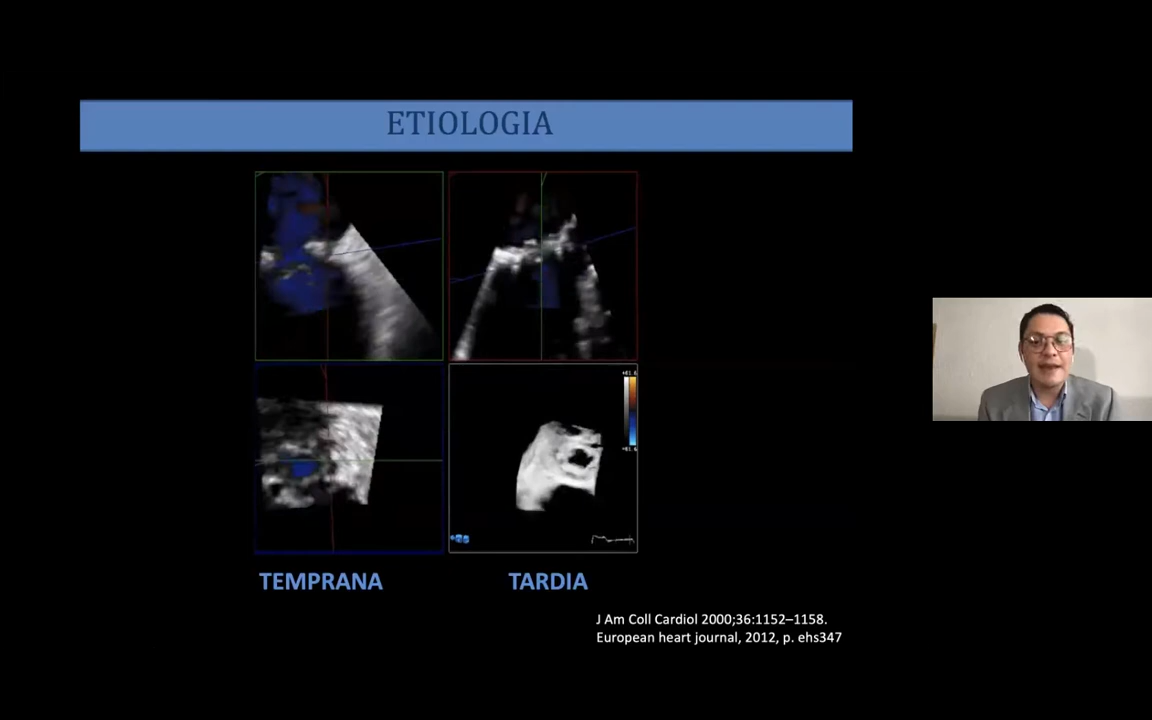 ETIOLOGIA
TEMPRANA
TARDIA
J Am Coll Cardiol 2000;36:1152–1158.
European heart journal, 2012, p. ehs347